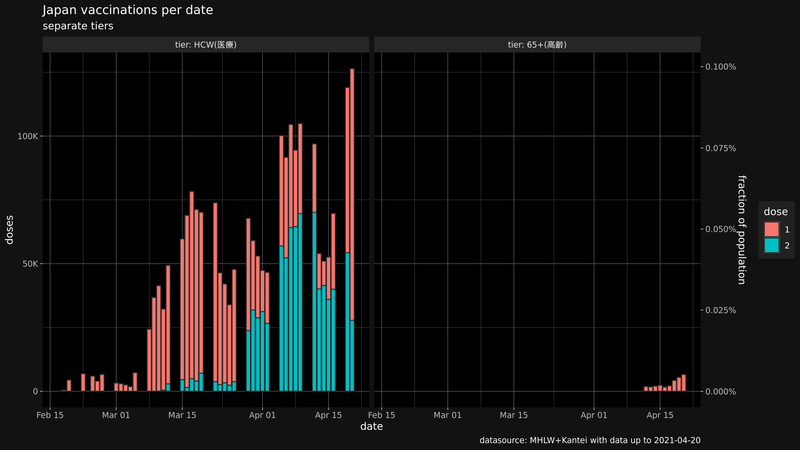 Japan vaccinations per date
separate tiers
tier: HCW(医療)
tier: 65+(高齢)
100K
50K
0
doses
0.100%
0.075%
0.050%
0.025%
0.000%
fraction of population
dose
1
2
Feb 15
Mar 01
Mar 15
Apr 01
Apr 15
Feb 15
Mar 01
Mar 15
Apr 01
Apr 15
date
datasource: MHLW+Kantei with data up to 2021-04-20